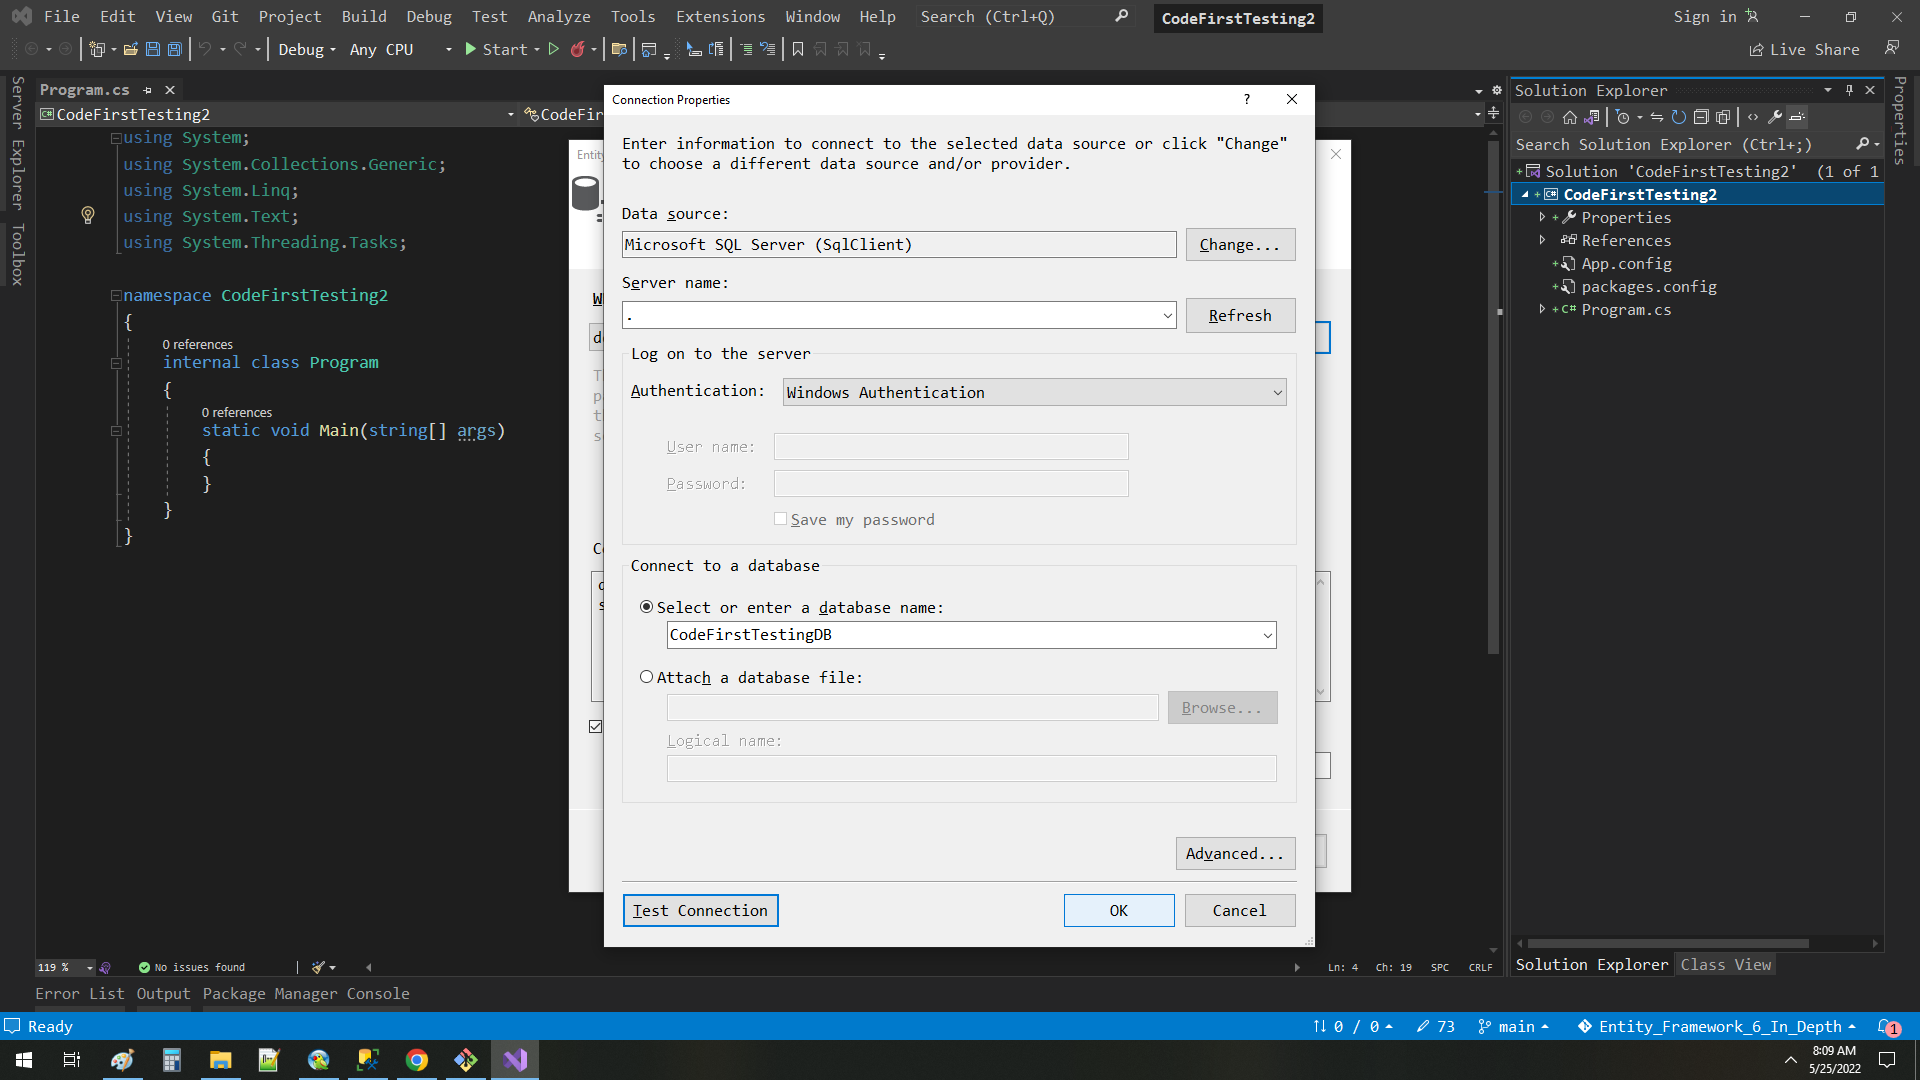 File Edit View Git Project Build Debug Test Analyze Tools Extensions Window Help Search (Ctrl+Q) CodeFirstTesting2 Sign in
Debug Any CPU Start Live Share
Server Explorer
Toolbox
Program.cs
CodeFirstTesting2 CodeFir
using System;
using System.Collections.Generic;
using System.Linq;
using System.Text;
using System.Threading.Tasks;
namespace CodeFirstTesting2
{
0 references
internal class Program
{
0 references
static void Main(string[] args)
{
}
}
}
Entity
Connection Properties
?
Enter information to connect to the selected data source or click "Change"
to choose a different data source and/or provider.
Data source:
Microsoft SQL Server (SqlClient) Change...
Server name:
. Refresh
Log on to the server
Authentication: Windows Authentication
User name:
Password:
Save my password
Connect to a database
Select or enter a database name:
CodeFirstTestingDB
Attach a database file:
Browse...
Logical name:
Advanced...
Test Connection OK Cancel
Solution Explorer
Search Solution Explorer (Ctrl+;)
Solution 'CodeFirstTesting2' (1 of 1
CodeFirstTesting2
Properties
References
App.config
packages.config
C# Program.cs
Solution Explorer Class View
Properties
119 % No issues found Ln: 4 Ch: 19 SPC CRLF
Error List Output Package Manager Console
Ready 0 / 0 73 main Entity_Framework_6_In_Depth 1
8:09 AM
5/25/2022